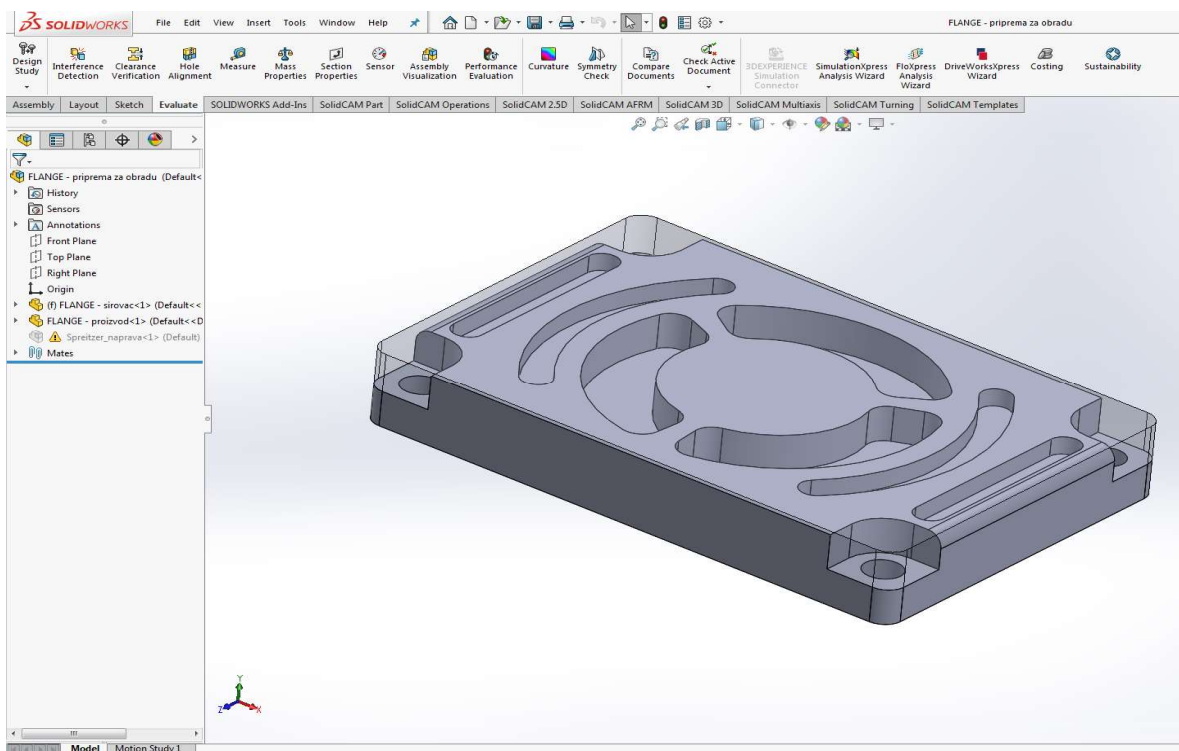 SOLIDWORKS File Edit View Insert Tools Window Help FLANGE - priprema za obradu
Design Study
Interference Detection
Clearance Verification
Hole Alignment
Measure
Mass Properties
Section Properties
Sensor
Assembly Visualization
Performance Evaluation
Curvature
Symmetry Check
Compare Documents
Check Active Document
3DEXPERIENCE Simulation Connector
SimulationXpress Analysis Wizard
FloXpress Analysis Wizard
DriveWorksXpress Wizard
Costing
Sustainability
Assembly Layout Sketch Evaluate SOLIDWORKS Add-Ins SolidCAM Part SolidCAM Operations SolidCAM 2.5D SolidCAM AFRM SolidCAM 3D SolidCAM Multiaxis SolidCAM Turning SolidCAM Templates
FLANGE - priprema za obradu (Default<
History
Sensors
Annotations
Front Plane
Top Plane
Right Plane
Origin
(f) FLANGE - sirovac<1> (Default<<
FLANGE - proizvod<1> (Default<<D
Spreitzer_naprava<1> (Default)
Mates
Y
Z X
Model Motion Study 1